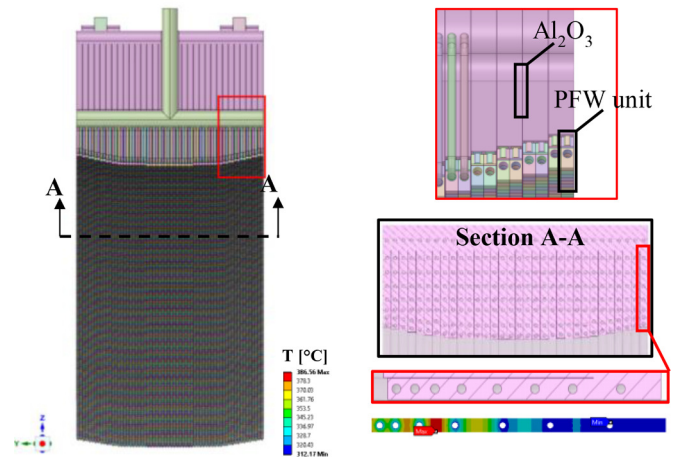 Al₂O₃
PFW unit
A
A
Section A-A
T [°C]
386.56 Max
378.3
370.03
361.76
353.5
345.23
336.97
328.7
320.43
312.17 Min
Z
Y
Max
Min